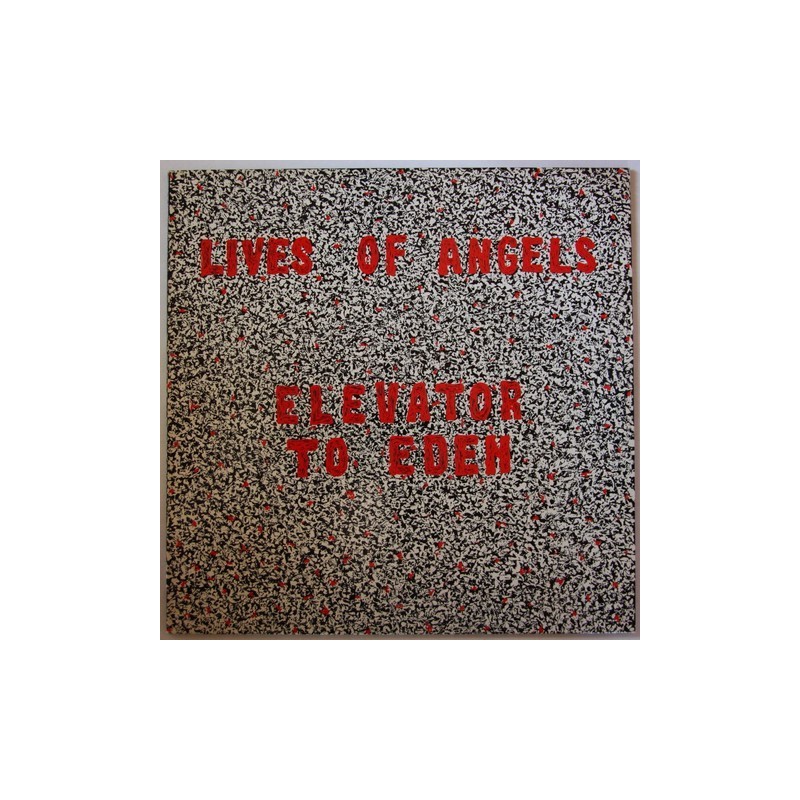 LIVES OF ANGELS
ELEVATOR
TO EDEN